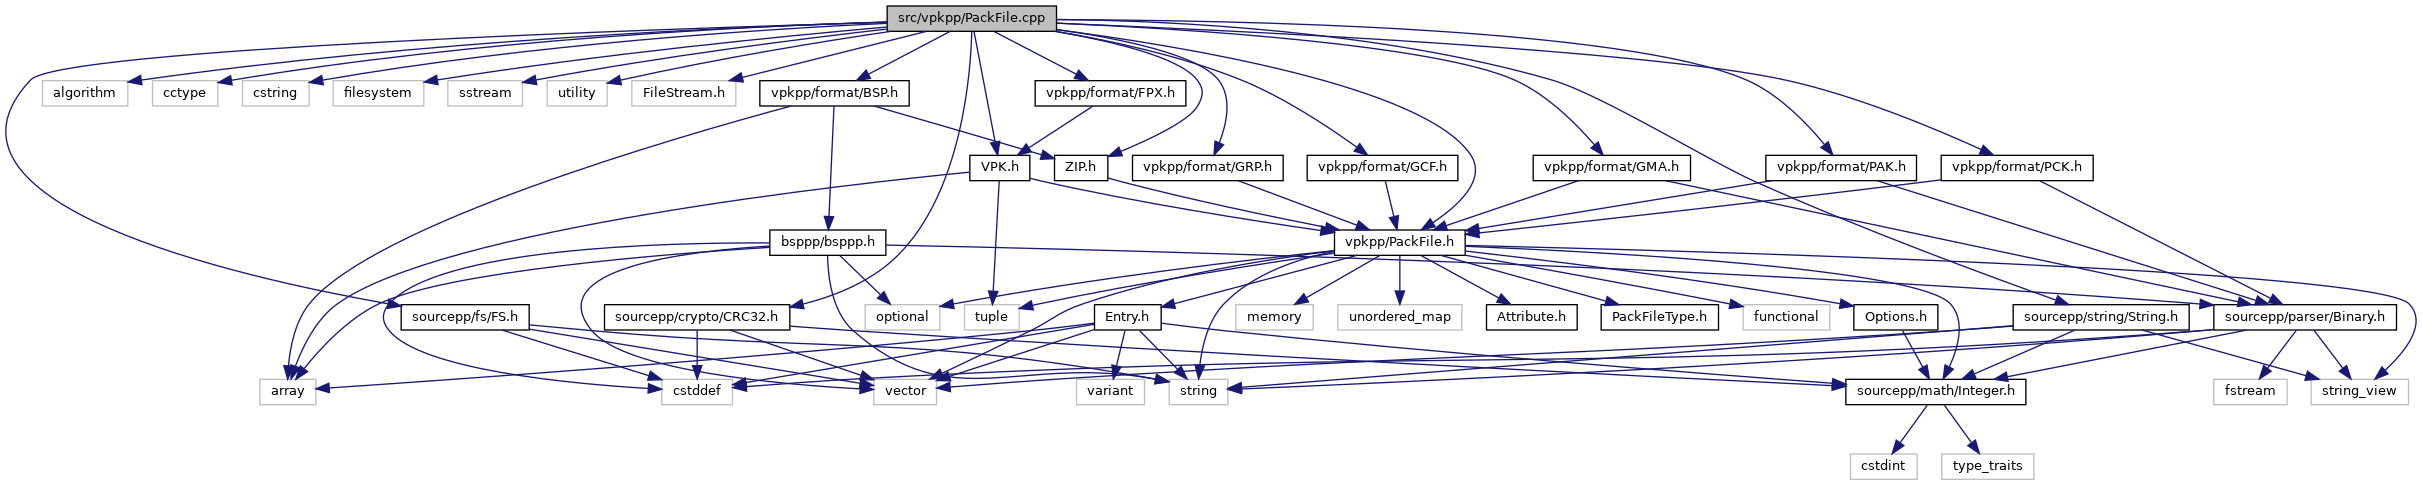 src/vpkpp/PackFile.cpp
algorithm
cctype
cstring
filesystem
sstream
utility
FileStream.h
vpkpp/format/BSP.h
vpkpp/format/FPX.h
VPK.h
ZIP.h
vpkpp/format/GRP.h
vpkpp/format/GCF.h
vpkpp/format/GMA.h
vpkpp/format/PAK.h
vpkpp/format/PCK.h
bsppp/bsppp.h
vpkpp/PackFile.h
sourcepp/fs/FS.h
sourcepp/crypto/CRC32.h
optional
tuple
Entry.h
memory
unordered_map
Attribute.h
PackFileType.h
functional
Options.h
sourcepp/string/String.h
sourcepp/parser/Binary.h
array
cstddef
vector
variant
string
sourcepp/math/Integer.h
fstream
string_view
cstdint
type_traits